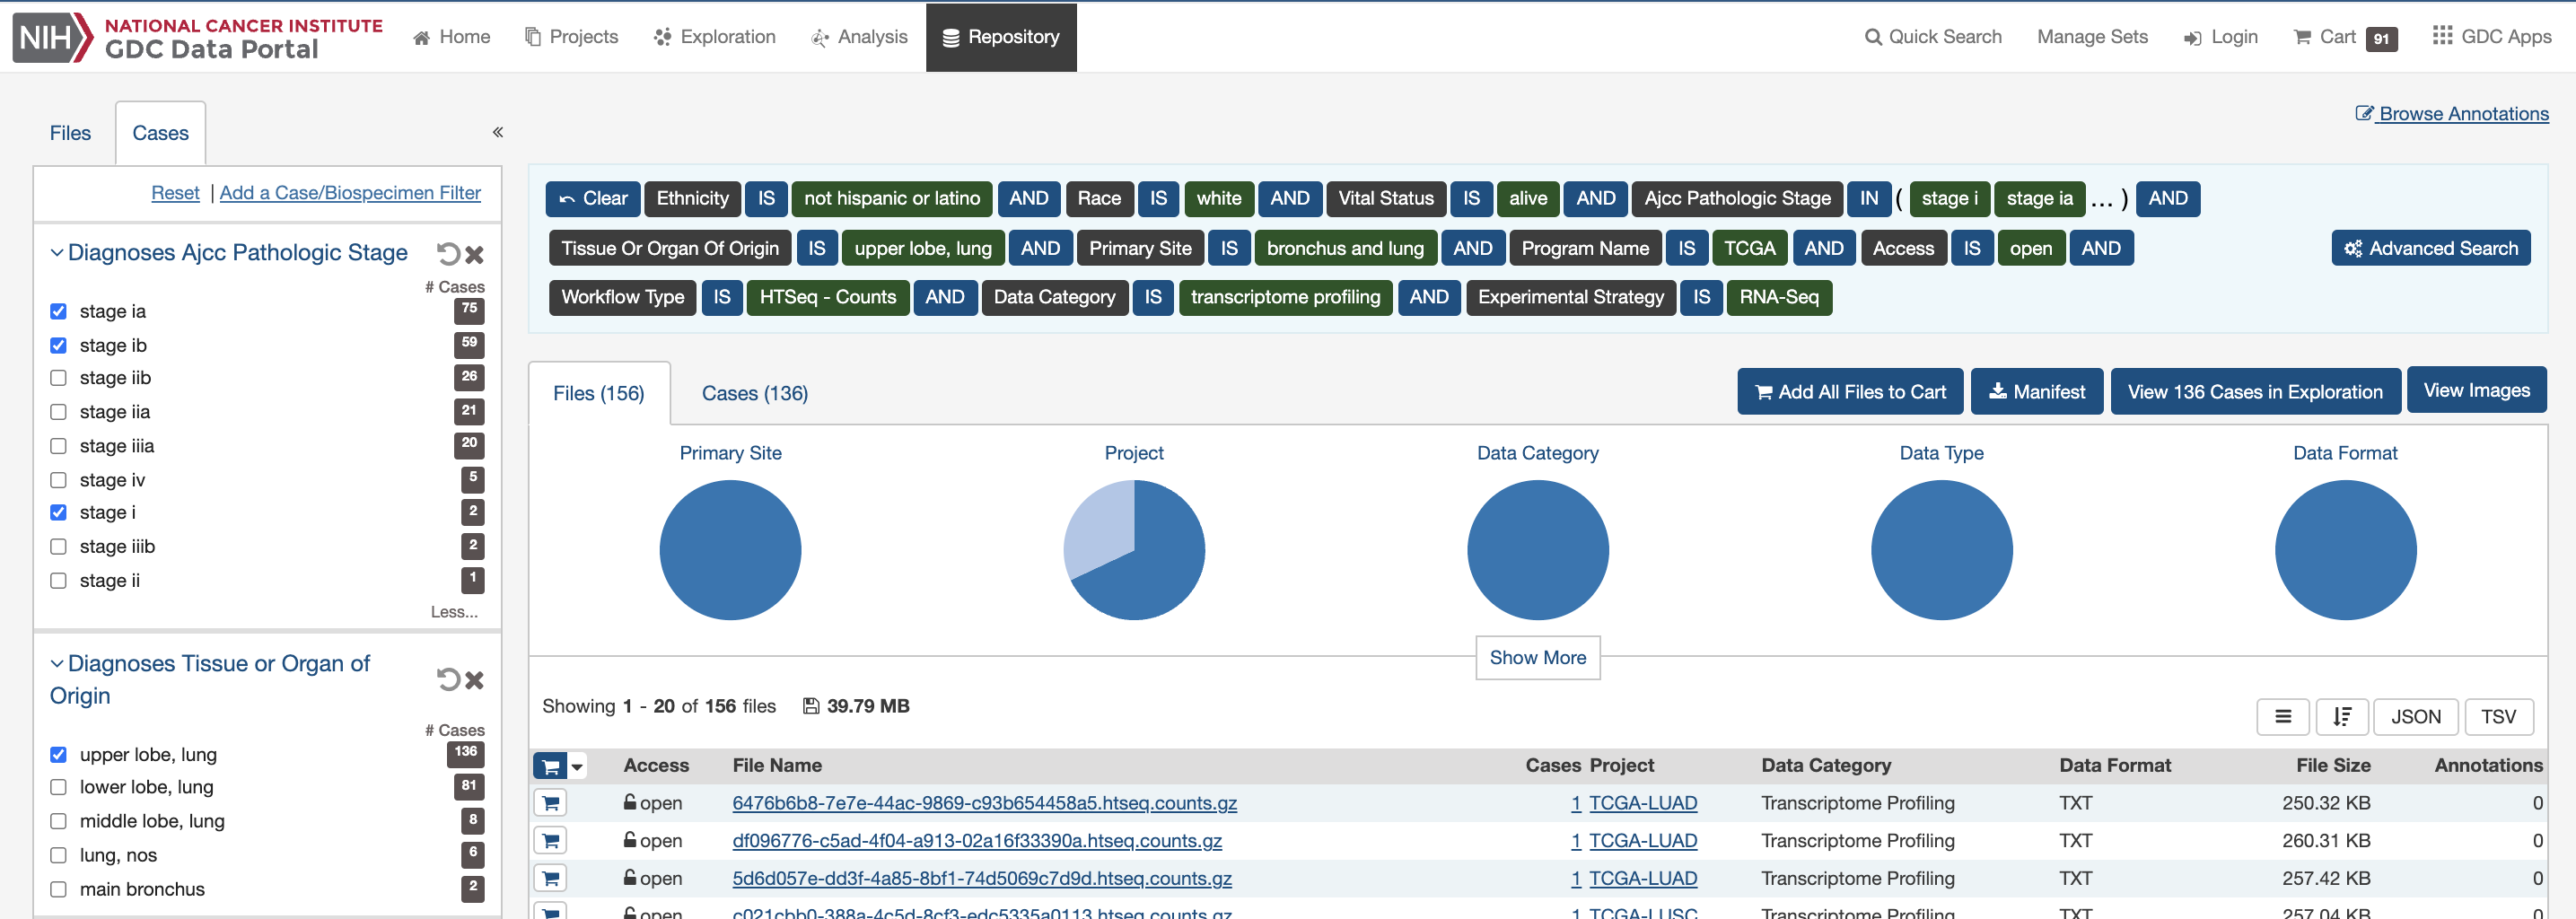 NIH NATIONAL CANCER INSTITUTE
GDC Data Portal
Home Projects Exploration Analysis Repository Quick Search Manage Sets Login Cart 91 GDC Apps
Browse Annotations
Files Cases «
Reset | Add a Case/Biospecimen Filter
Diagnoses Ajcc Pathologic Stage
# Cases
stage ia 75
stage ib 59
stage iib 26
stage iia 21
stage iiia 20
stage iv 5
stage i 2
stage iiib 2
stage ii 1
Less...
Diagnoses Tissue or Organ of
Origin
# Cases
upper lobe, lung 136
lower lobe, lung 81
middle lobe, lung 8
lung, nos 6
main bronchus 2
Clear Ethnicity IS not hispanic or latino AND Race IS white AND Vital Status IS alive AND Ajcc Pathologic Stage IN ( stage i stage ia ... ) AND
Tissue Or Organ Of Origin IS upper lobe, lung AND Primary Site IS bronchus and lung AND Program Name IS TCGA AND Access IS open AND
Advanced Search
Workflow Type IS HTSeq - Counts AND Data Category IS transcriptome profiling AND Experimental Strategy IS RNA-Seq
Files (156) Cases (136)
Add All Files to Cart Manifest View 136 Cases in Exploration View Images
Primary Site Project Data Category Data Type Data Format
Show More
Showing 1 - 20 of 156 files 39.79 MB
JSON TSV
Access File Name Cases Project Data Category Data Format File Size Annotations
open 6476b6b8-7e7e-44ac-9869-c93b654458a5.htseq.counts.gz 1 TCGA-LUAD Transcriptome Profiling TXT 250.32 KB 0
open df096776-c5ad-4f04-a913-02a16f33390a.htseq.counts.gz 1 TCGA-LUAD Transcriptome Profiling TXT 260.31 KB 0
open 5d6d057e-dd3f-4a85-8bf1-74d5069c7d9d.htseq.counts.gz 1 TCGA-LUAD Transcriptome Profiling TXT 257.42 KB 0
open c021cbb0-388a-4c5d-8cf3-edc5335a0113.htseq.counts.gz 1 TCGA-LUSC Transcriptome Profiling TXT 257.04 KB 0